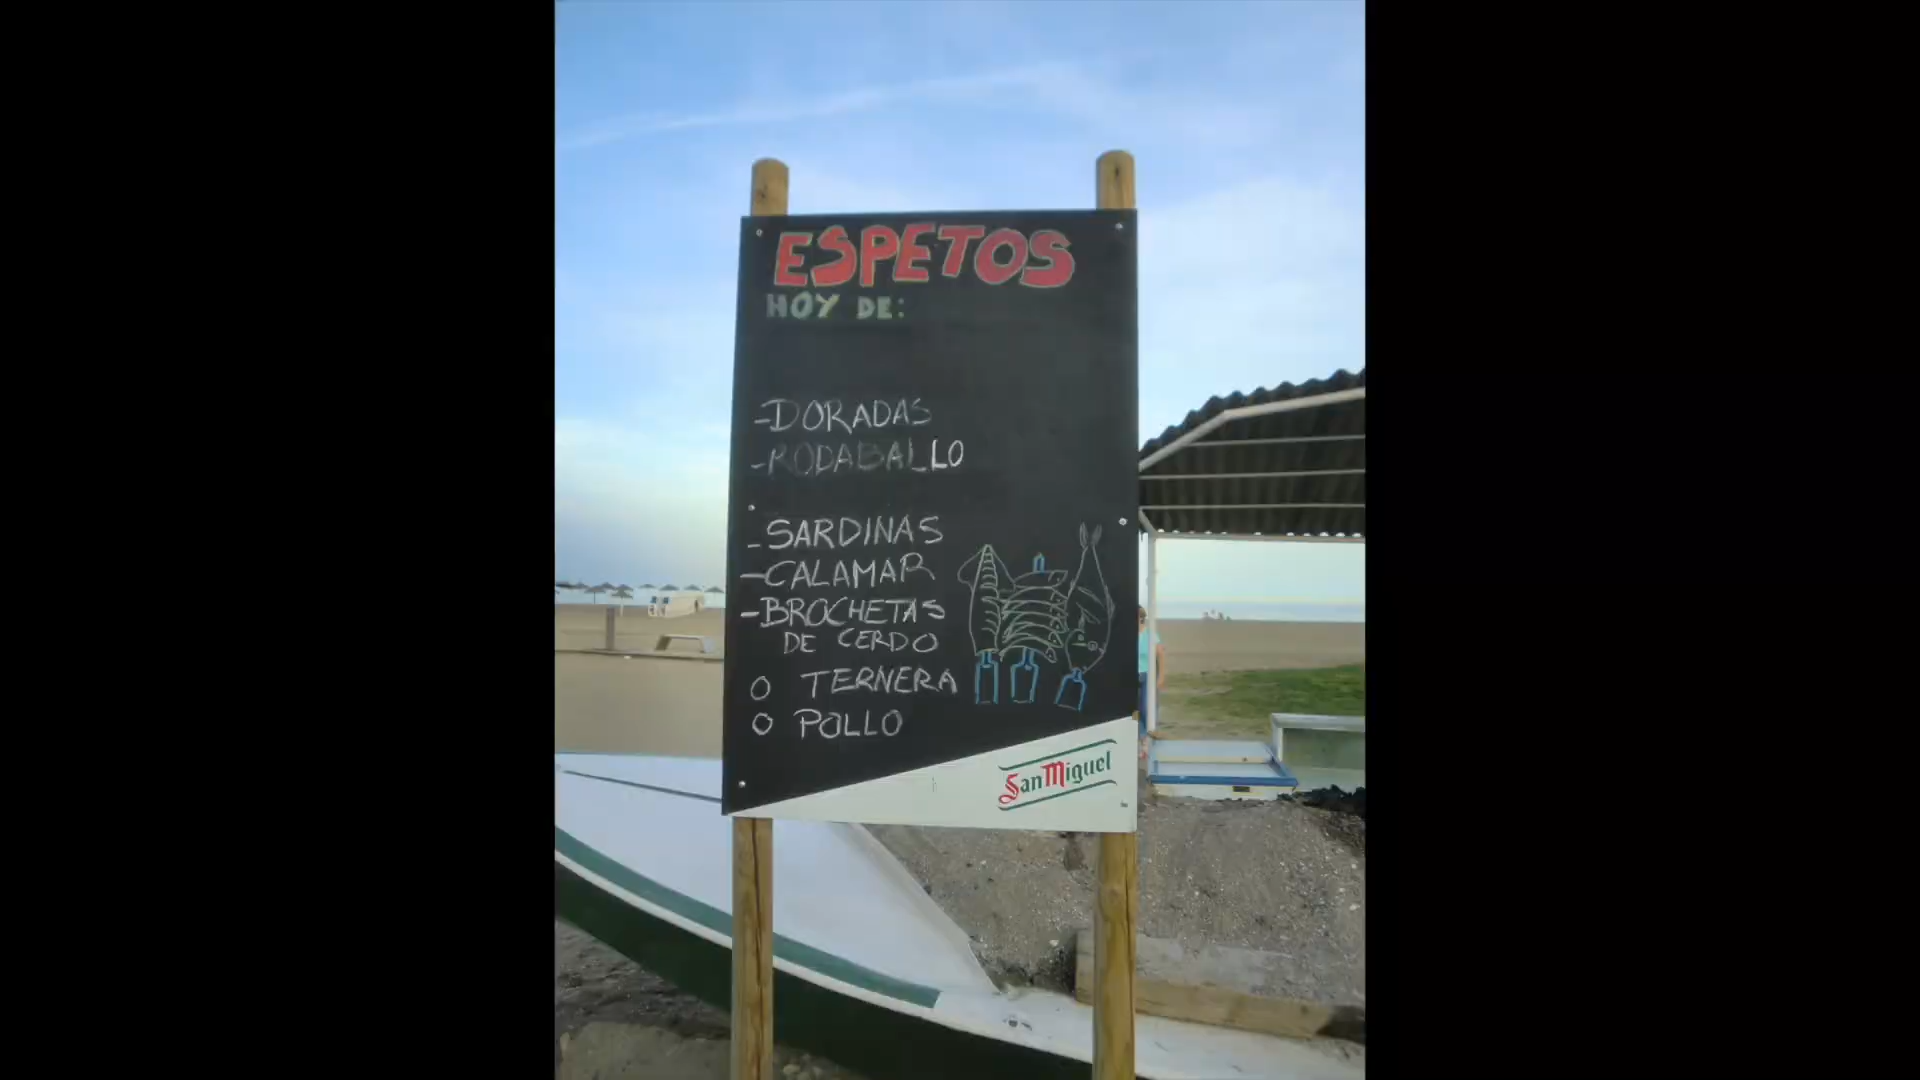 ESPETOS
HOY DE:
-DORADAS
-RODABALLO
-SARDINAS
-CALAMAR
-BROCHETAS
DE CERDO
O TERNERA
O POLLO
San Miguel